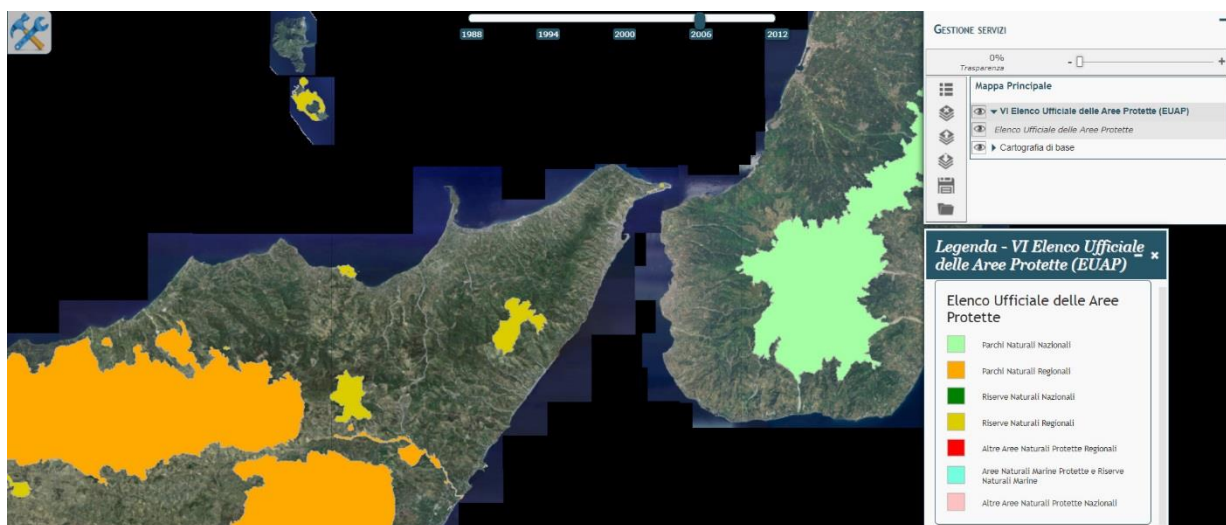 1988 1994 2000 2006 2012
GESTIONE SERVIZI
0%
Trasparenza
- +
Mappa Principale
VI Elenco Ufficiale delle Aree Protette (EUAP)
Elenco Ufficiale delle Aree Protette
Cartografia di base
Legenda - VI Elenco Ufficiale
delle Aree Protette (EUAP)
Elenco Ufficiale delle Aree
Protette
Parchi Naturali Nazionali
Parchi Naturali Regionali
Riserve Naturali Nazionali
Riserve Naturali Regionali
Altre Aree Naturali Protette Regionali
Aree Naturali Marine Protette e Riserve
Naturali Marine
Altre Aree Naturali Protette Nazionali